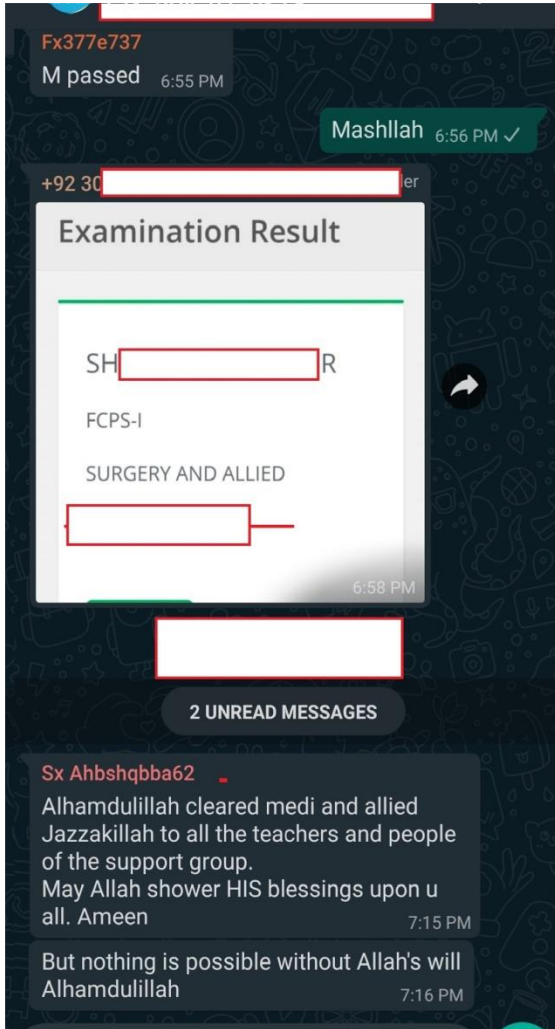 Fx377e737
M passed 6:55 PM
Mashllah 6:56 PM
+92 30
er
Examination Result
SH R
FCPS-I
SURGERY AND ALLIED
6:58 PM
2 UNREAD MESSAGES
Sx Ahbshqbba62
Alhamdulillah cleared medi and allied
Jazzakillah to all the teachers and people
of the support group.
May Allah shower HIS blessings upon u
all. Ameen 7:15 PM
But nothing is possible without Allah's will
Alhamdulillah 7:16 PM